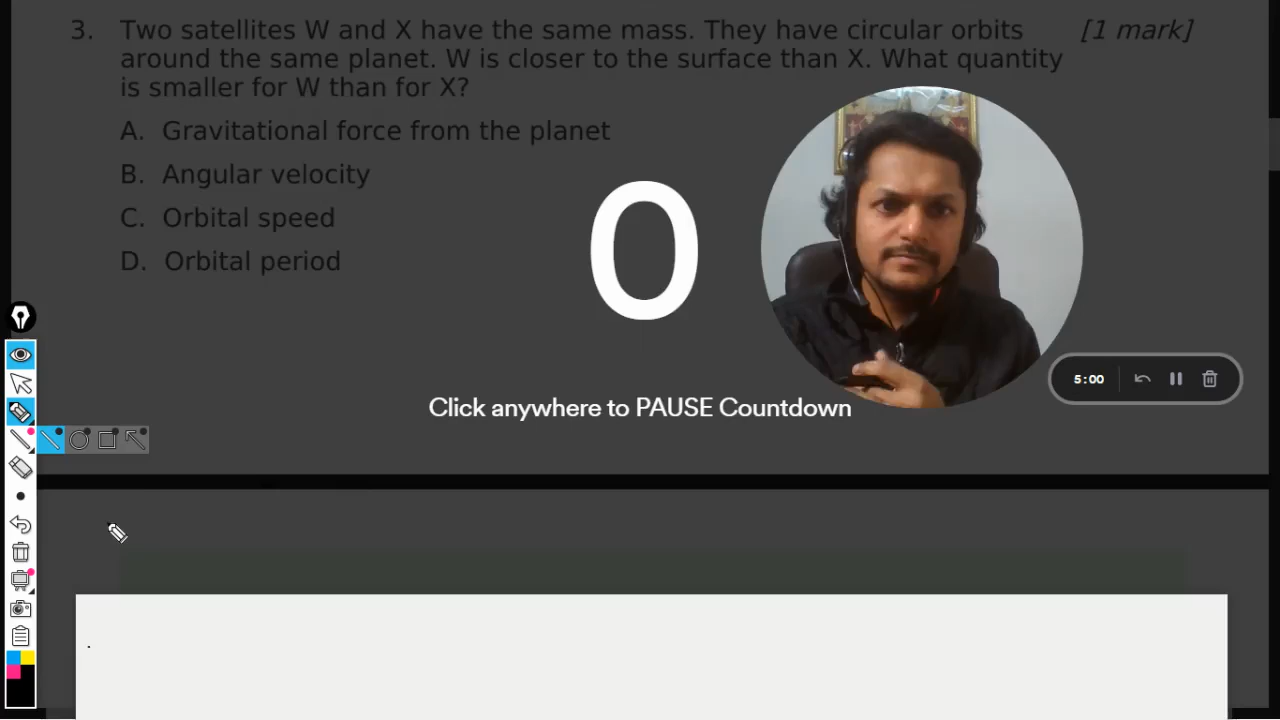 3. Two satellites W and X have the same mass. They have circular orbits [1 mark]
around the same planet. W is closer to the surface than X. What quantity
is smaller for W than for X?
A. Gravitational force from the planet
B. Angular velocity
C. Orbital speed
D. Orbital period
0
5:00
Click anywhere to PAUSE Countdown